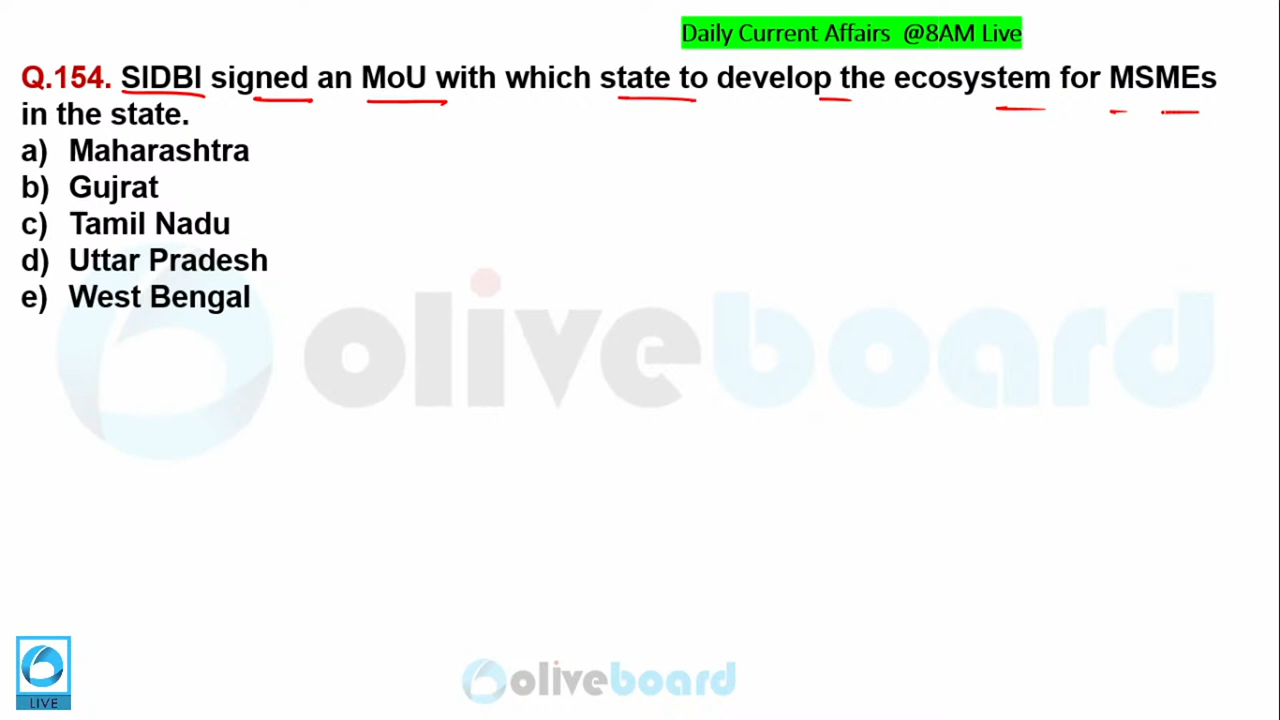 Daily Current Affairs @8AM Live
Q.154. SIDBI signed an MoU with which state to develop the ecosystem for MSMEs
in the state.
a) Maharashtra
b) Gujrat
c) Tamil Nadu
d) Uttar Pradesh
e) West Bengal
oliveboard
oliveboard
LIVE